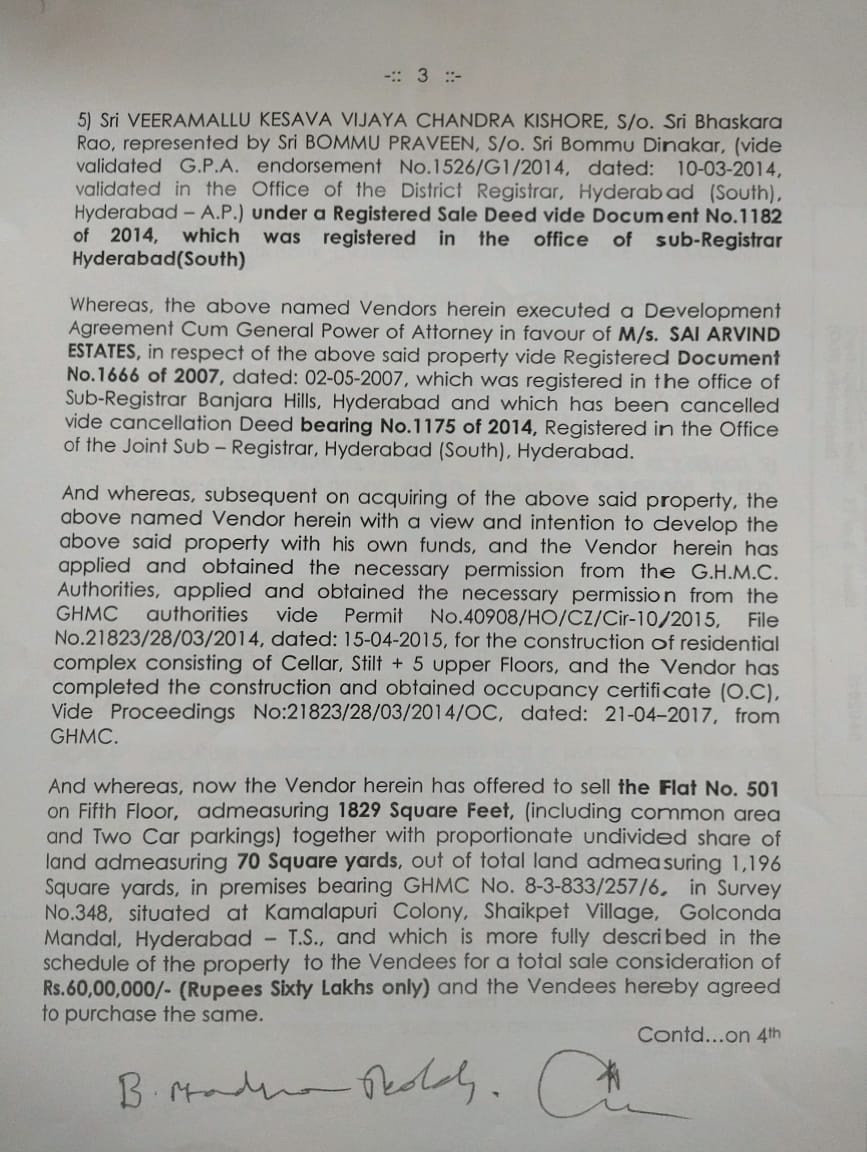 -:: 3 ::-
5) Sri VEERAMALLU KESAVA VIJAYA CHANDRA KISHORE, S/o. Sri Bhaskara
Rao, represented by Sri BOMMU PRAVEEN, S/o. Sri Bommu Dinakar, (vide
validated G.P.A. endorsement No.1526/G1/2014, dated: 10-03-2014,
validated in the Office of the District Registrar, Hyderabad (South),
Hyderabad – A.P.) under a Registered Sale Deed vide Document No.1182
of 2014, which was registered in the office of sub-Registrar
Hyderabad(South)
Whereas, the above named Vendors herein executed a Development
Agreement Cum General Power of Attorney in favour of M/s. SAI ARVIND
ESTATES, in respect of the above said property vide Registered Document
No.1666 of 2007, dated: 02-05-2007, which was registered in the office of
Sub-Registrar Banjara Hills, Hyderabad and which has been cancelled
vide cancellation Deed bearing No.1175 of 2014, Registered in the Office
of the Joint Sub – Registrar, Hyderabad (South), Hyderabad.
And whereas, subsequent on acquiring of the above said property, the
above named Vendor herein with a view and intention to develop the
above said property with his own funds, and the Vendor herein has
applied and obtained the necessary permission from the G.H.M.C.
Authorities, applied and obtained the necessary permission from the
GHMC authorities vide Permit No.40908/HO/CZ/Cir-10/2015, File
No.21823/28/03/2014, dated: 15-04-2015, for the construction of residential
complex consisting of Cellar, Stilt + 5 upper Floors, and the Vendor has
completed the construction and obtained occupancy certificate (O.C),
Vide Proceedings No:21823/28/03/2014/OC, dated: 21-04–2017, from
GHMC.
And whereas, now the Vendor herein has offered to sell the Flat No. 501
on Fifth Floor, admeasuring 1829 Square Feet, (including common area
and Two Car parkings) together with proportionate undivided share of
land admeasuring 70 Square yards, out of total land admeasuring 1,196
Square yards, in premises bearing GHMC No. 8-3-833/257/6, in Survey
No.348, situated at Kamalapuri Colony, Shaikpet Village, Golconda
Mandal, Hyderabad – T.S., and which is more fully described in the
schedule of the property to the Vendees for a total sale consideration of
Rs.60,00,000/- (Rupees Sixty Lakhs only) and the Vendees hereby agreed
to purchase the same.
Contd...on 4th
B. Reddy.